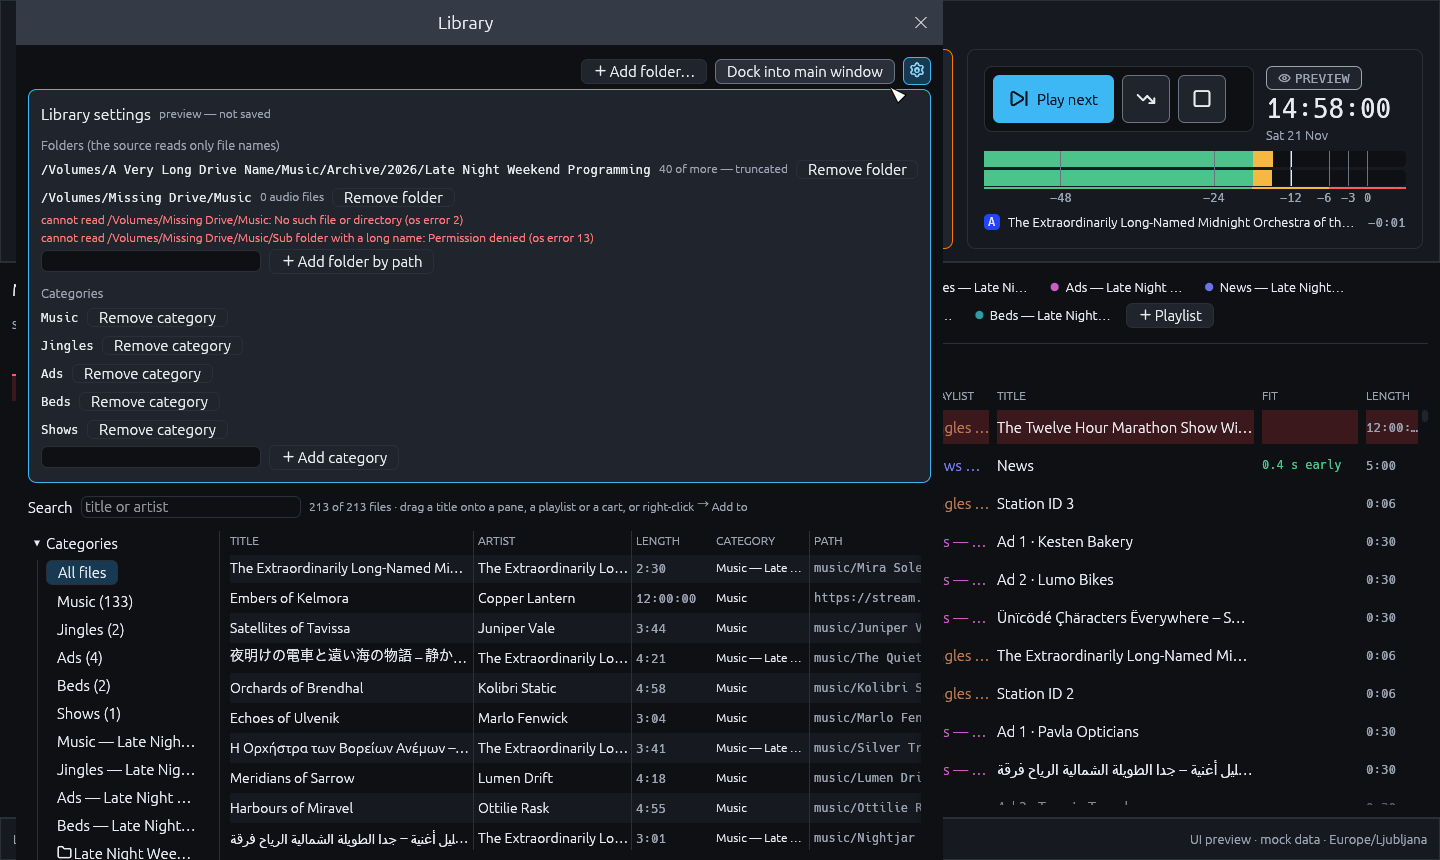 Library
Add folder…
Dock into main window
Library settings preview — not saved
Folders (the source reads only file names)
/Volumes/A Very Long Drive Name/Music/Archive/2026/Late Night Weekend Programming 40 of more — truncated Remove folder
/Volumes/Missing Drive/Music 0 audio files Remove folder
cannot read /Volumes/Missing Drive/Music: No such file or directory (os error 2)
cannot read /Volumes/Missing Drive/Music/Sub folder with a long name: Permission denied (os error 13)
+ Add folder by path
Categories
Music Remove category
Jingles Remove category
Ads Remove category
Beds Remove category
Shows Remove category
+ Add category
Search title or artist 213 of 213 files · drag a title onto a pane, a playlist or a cart, or right-click → Add to
Categories
All files
Music (133)
Jingles (2)
Ads (4)
Beds (2)
Shows (1)
Music — Late Nigh…
Jingles — Late Nig…
Ads — Late Night …
Beds — Late Night…
Late Night Wee…
TITLE ARTIST LENGTH CATEGORY PATH
The Extraordinarily Long-Named Mi… The Extraordinarily Lo… 2:30 Music — Late … music/Mira Sole
Embers of Kelmora Copper Lantern 12:00:00 Music https://stream.
Satellites of Tavissa Juniper Vale 3:44 Music music/Juniper V
夜明けの電車と遠い海の物語 – 静か… The Extraordinarily Lo… 4:21 Music — Late … music/The Quiet
Orchards of Brendhal Kolibri Static 4:58 Music music/Kolibri S
Echoes of Ulvenik Marlo Fenwick 3:04 Music music/Marlo Fen
Η Ορχήστρα των Βορείων Ανέμων –… The Extraordinarily Lo… 3:41 Music — Late … music/Silver Tr
Meridians of Sarrow Lumen Drift 4:18 Music music/Lumen Dri
Harbours of Miravel Ottilie Rask 4:55 Music music/Ottilie R
…ليل أغنية – جدا الطويلة الشمالية الرياح فرقة The Extraordinarily Lo… 3:01 Music — Late … music/Nightjar
Play next
PREVIEW
14:58:00
Sat 21 Nov
−48 −24 −12 −6 −3 0
A The Extraordinarily Long-Named Midnight Orchestra of th… −0:01
es — Late Ni… Ads — Late Night … News — Late Night…
… Beds — Late Night… + Playlist
AYLIST TITLE FIT LENGTH
gles … The Twelve Hour Marathon Show Wi… 12:00:…
ws … News 0.4 s early 5:00
gles … Station ID 3 0:06
s — … Ad 1 · Kesten Bakery 0:30
s — … Ad 2 · Lumo Bikes 0:30
s — … Ünïcödé Çhäracters Ëverywhere – S… 0:30
gles … The Extraordinarily Long-Named Mi… 0:06
gles … Station ID 2 0:06
s — … Ad 1 · Pavla Opticians 0:30
s — … …ليل أغنية – جدا الطويلة الشمالية الرياح فرقة 0:30
UI preview · mock data · Europe/Ljubljana